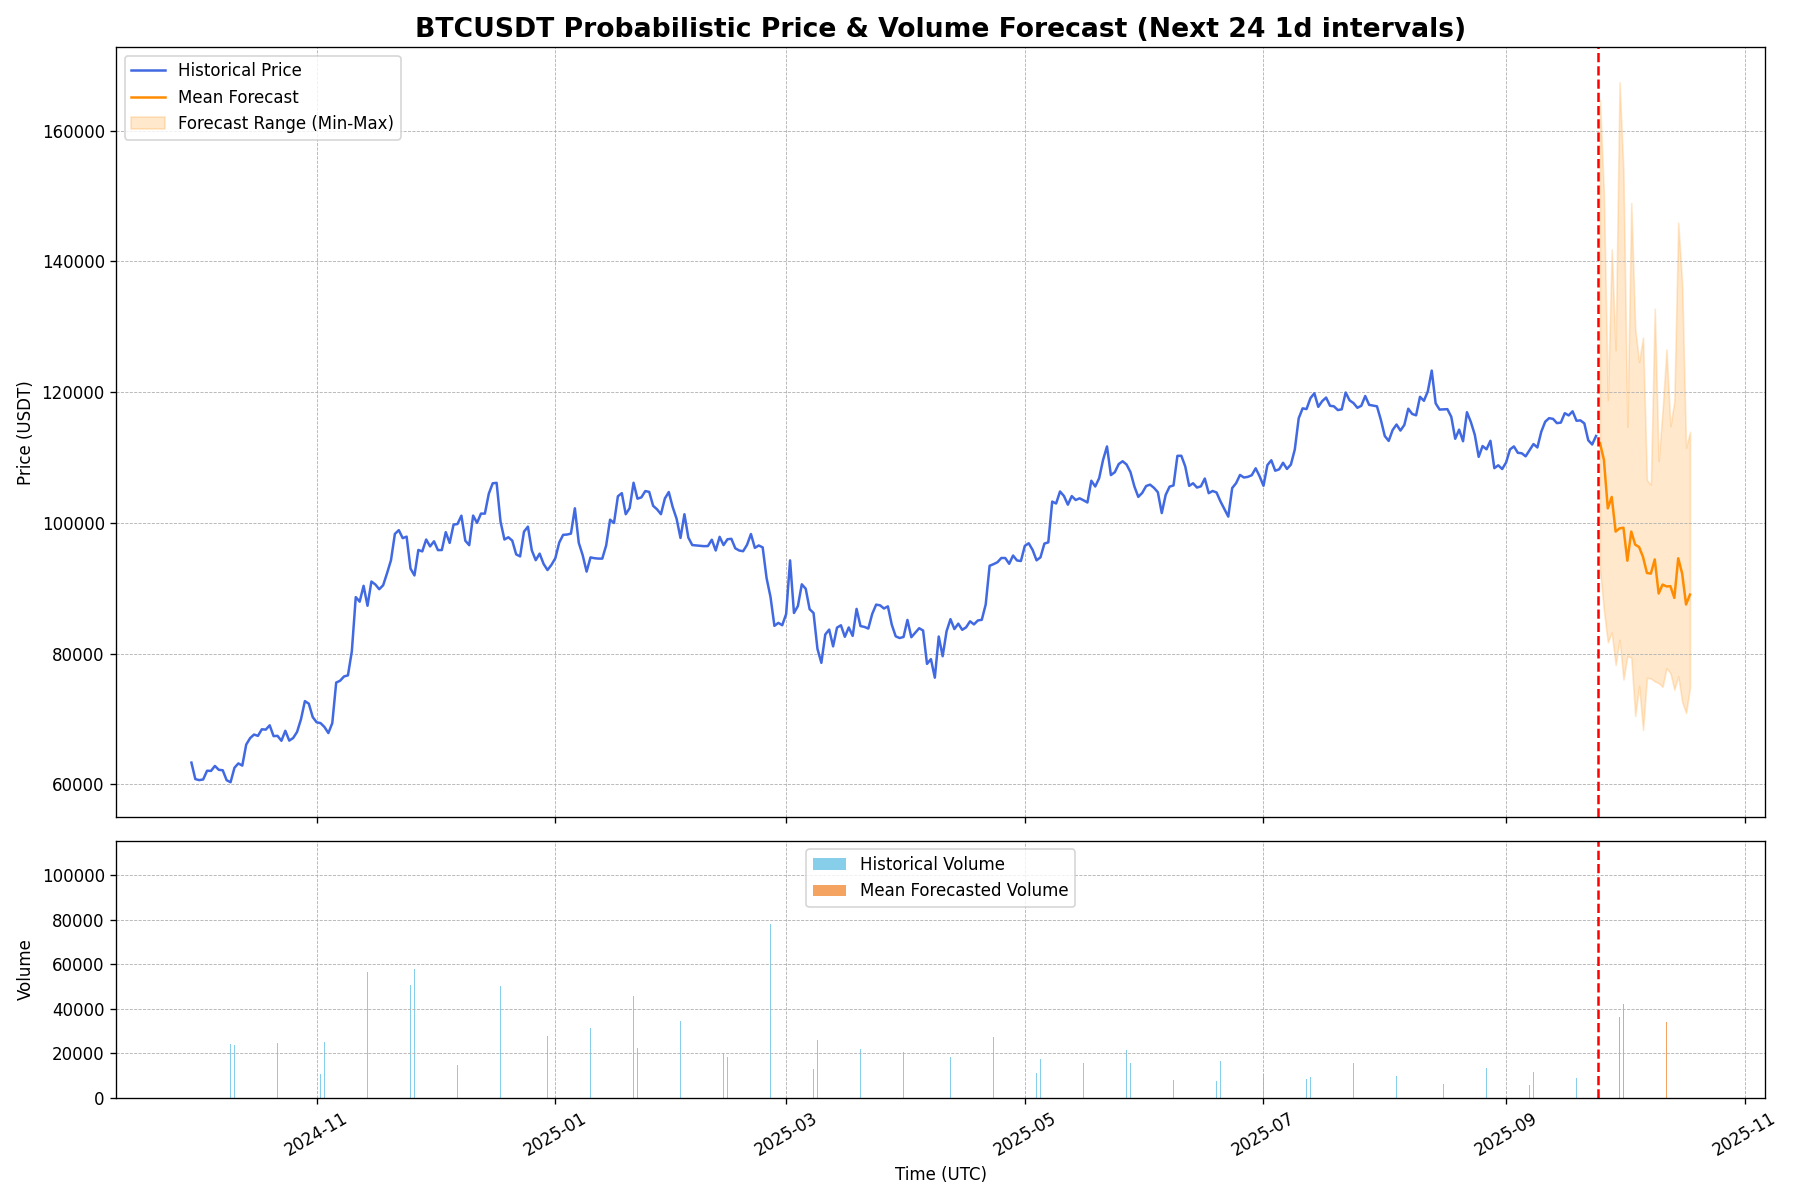 BTCUSDT Probabilistic Price & Volume Forecast (Next 24 1d intervals)
Historical Price
Mean Forecast
Forecast Range (Min-Max)
160000
140000
120000
100000
80000
60000
Price (USDT)
Historical Volume
Mean Forecasted Volume
100000
80000
60000
40000
20000
0
Volume
2024-11
2025-01
2025-03
2025-05
2025-07
2025-09
2025-11
Time (UTC)